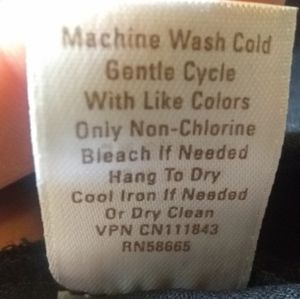 Machine Wash Cold
Gentle Cycle
With Like Colors
Only Non-Chlorine
Bleach If Needed
Hang To Dry
Cool Iron If Needed
Or Dry Clean
VPN CN111843
RN58665